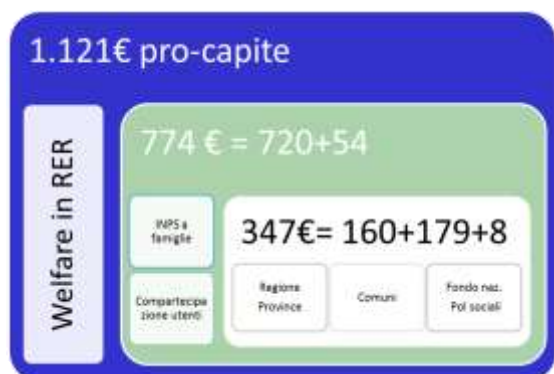 1.121€ pro-capite
Welfare in RER
774 € = 720+54
INPS a
famiglie
Compartecipa
zione utenti
347€= 160+179+8
Regione
Province
Comuni
Fondo naz.
Pol sociali